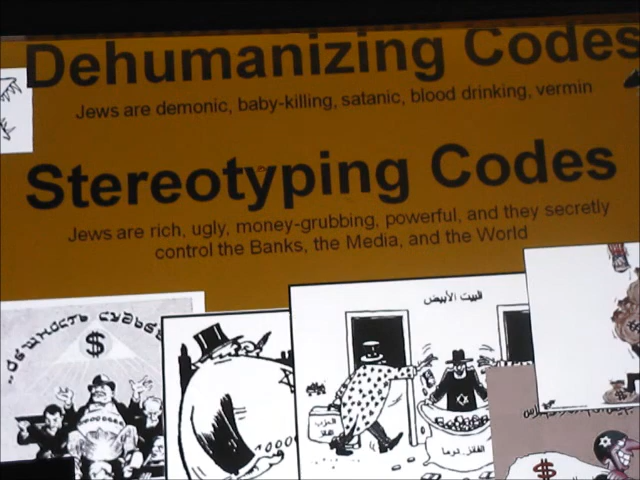 Dehumanizing Codes
Jews are demonic, baby-killing, satanic, blood drinking, vermin
Stereotyping Codes
Jews are rich, ugly, money-grubbing, powerful, and they secretly
control the Banks, the Media, and the World
البيت الأبيض
$
$